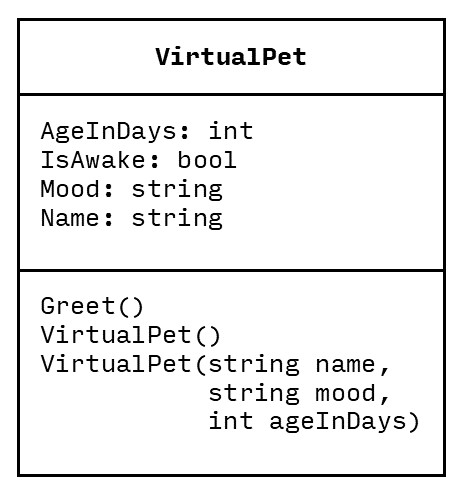 VirtualPet
AgeInDays: int
IsAwake: bool
Mood: string
Name: string
Greet()
VirtualPet()
VirtualPet(string name,
string mood,
int ageInDays)